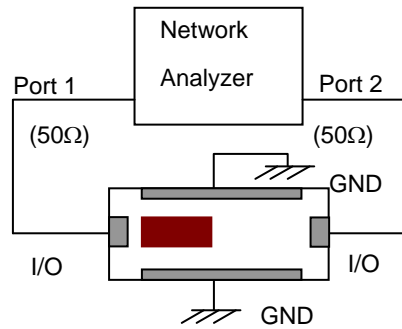 Network
Analyzer
Port 1
Port 2
(50Ω)
(50Ω)
GND
I/O
I/O
GND